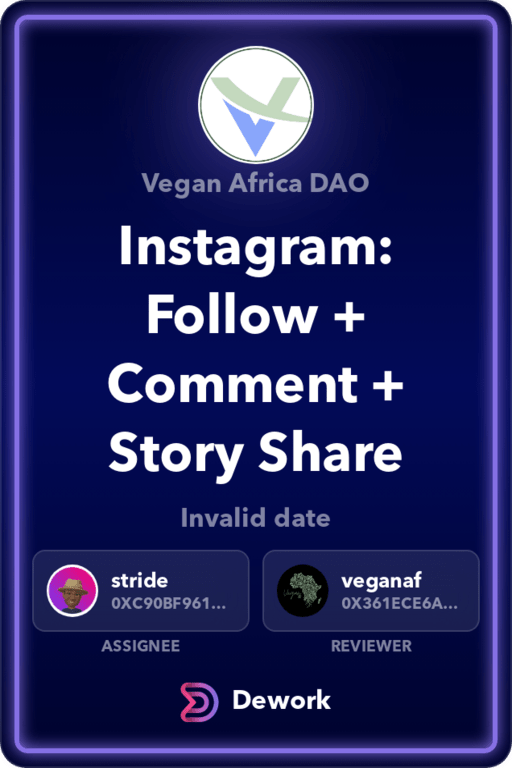 Vegan Africa DAO
Instagram:
Follow +
Comment +
Story Share
Invalid date
stride
0XC90BF961...
veganaf
0X361ECE6A...
ASSIGNEE
REVIEWER
Dework